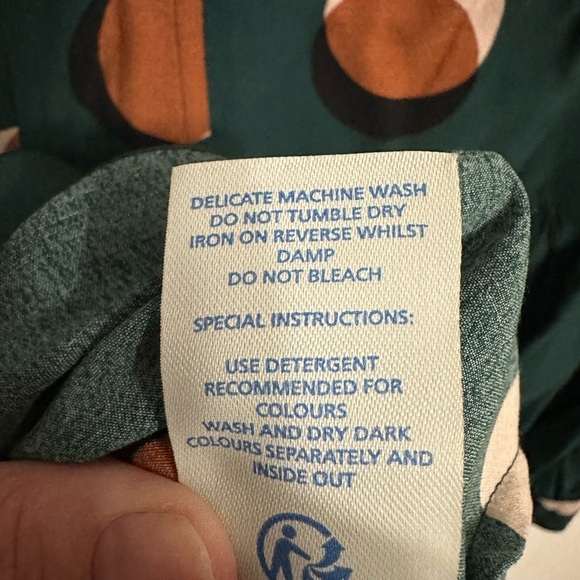 DELICATE MACHINE WASH
DO NOT TUMBLE DRY
IRON ON REVERSE WHILST
DAMP
DO NOT BLEACH
SPECIAL INSTRUCTIONS:
USE DETERGENT
RECOMMENDED FOR
COLOURS
WASH AND DRY DARK
COLOURS SEPARATELY AND
INSIDE OUT